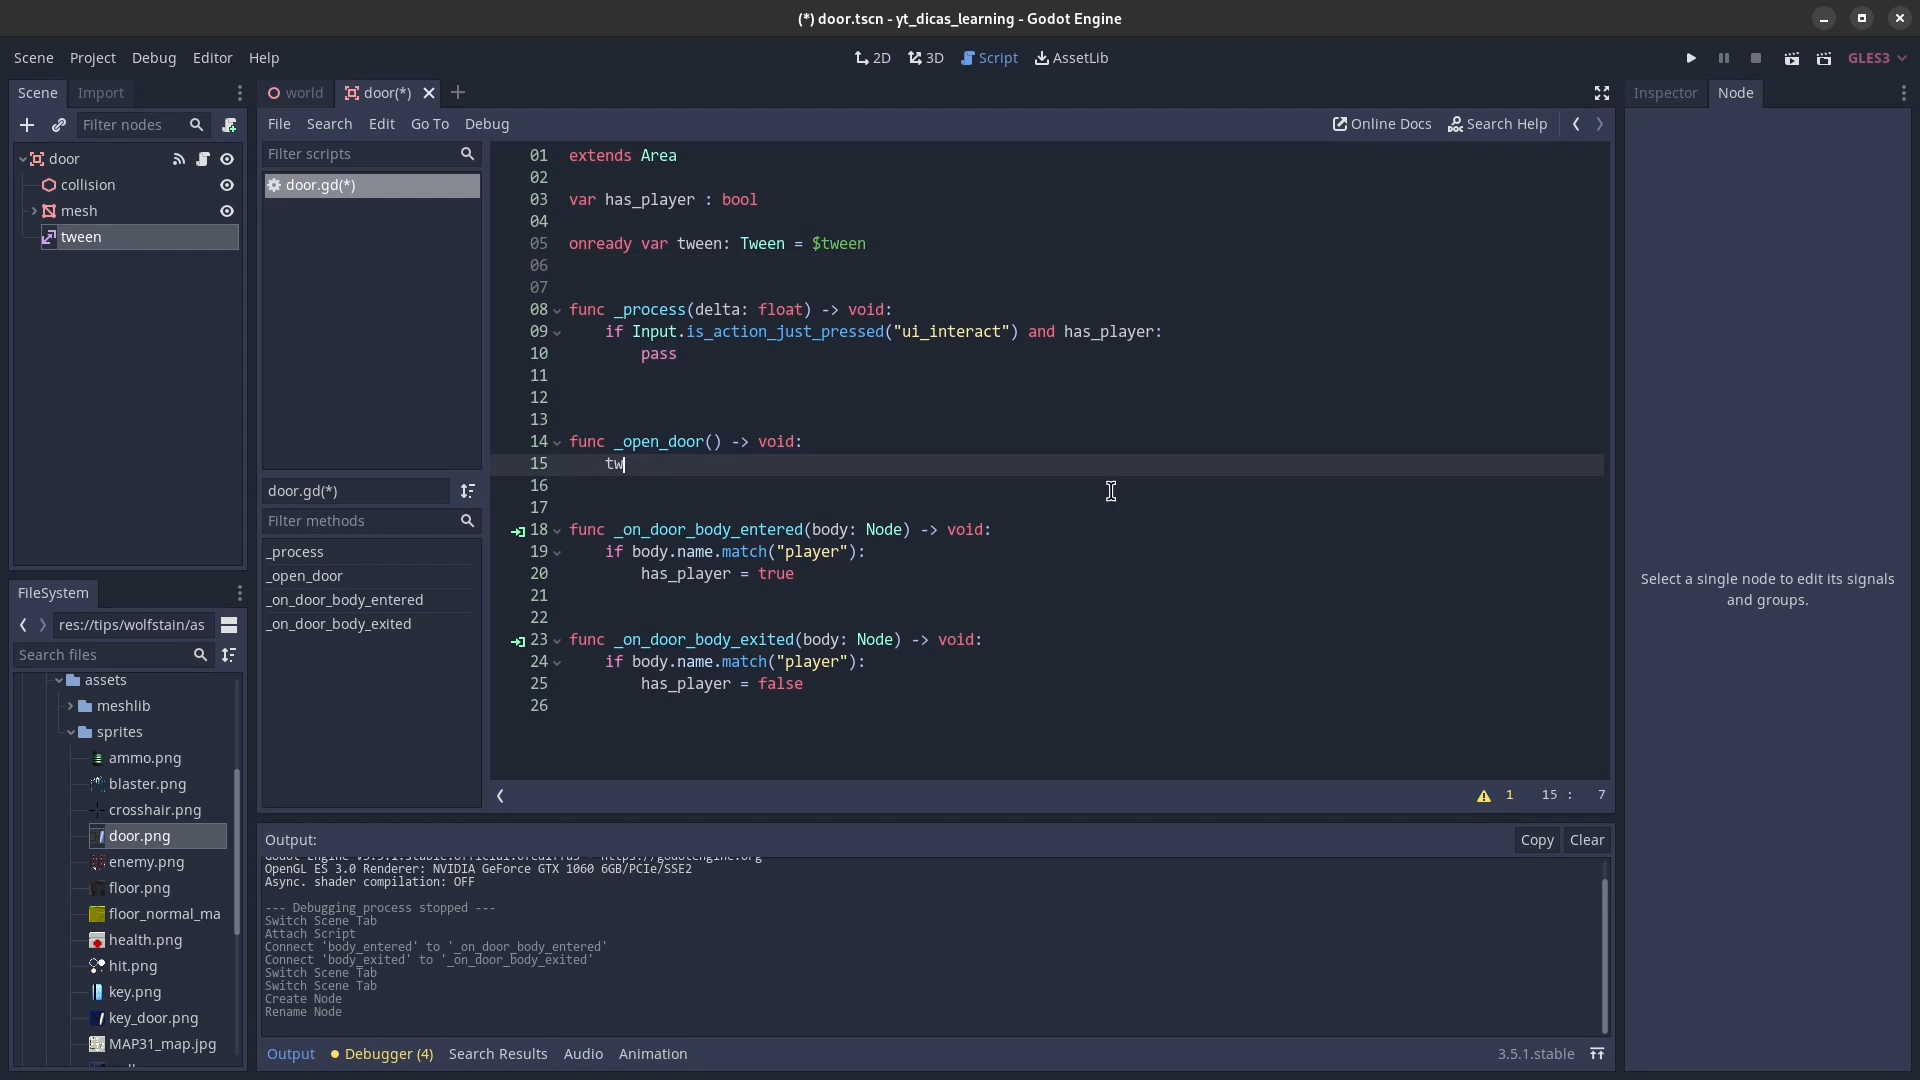 (*) door.tscn - yt_dicas_learning - Godot Engine
Scene Project Debug Editor Help
2D 3D Script AssetLib
GLES3
Scene Import
world door(*)
Inspector Node
Filter nodes
File Search Edit Go To Debug
Online Docs Search Help
door
collision
mesh
tween
Filter scripts
door.gd(*)
01 extends Area
02
03 var has_player : bool
04
05 onready var tween: Tween = $tween
06
07
08 func _process(delta: float) -> void:
09 if Input.is_action_just_pressed("ui_interact") and has_player:
10 pass
11
12
13
14 func _open_door() -> void:
15 tw
16
17
18 func _on_door_body_entered(body: Node) -> void:
19 if body.name.match("player"):
20 has_player = true
21
22
23 func _on_door_body_exited(body: Node) -> void:
24 if body.name.match("player"):
25 has_player = false
26
door.gd(*)
Filter methods
_process
_open_door
_on_door_body_entered
_on_door_body_exited
1 15 : 7
Select a single node to edit its signals
and groups.
FileSystem
res://tips/wolfstain/as
Search files
assets
meshlib
sprites
ammo.png
blaster.png
crosshair.png
door.png
enemy.png
floor.png
floor_normal_ma
health.png
hit.png
key.png
key_door.png
MAP31_map.jpg
Output:
Copy Clear
OpenGL ES 3.0 Renderer: NVIDIA GeForce GTX 1060 6GB/PCIe/SSE2
Async. shader compilation: OFF
--- Debugging process stopped ---
Switch Scene Tab
Attach Script
Connect 'body_entered' to '_on_door_body_entered'
Connect 'body_exited' to '_on_door_body_exited'
Switch Scene Tab
Switch Scene Tab
Create Node
Rename Node
Output Debugger (4) Search Results Audio Animation
3.5.1.stable